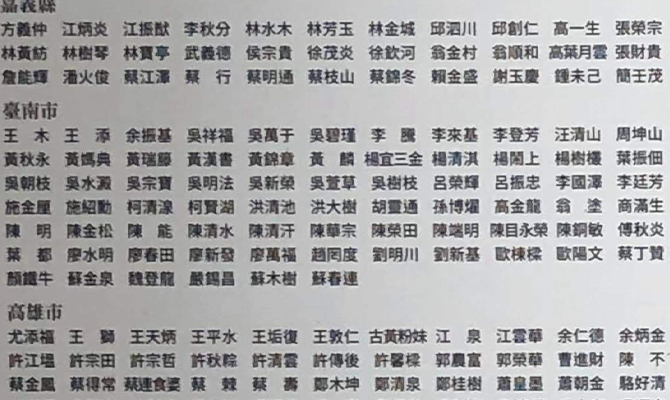 嘉義縣
方義仲 江炳炎 江振猷 李秋分 林水木 林芳玉 林金城 邱泗川 邱創仁 高一生 張榮宗
林黃紡 林樹琴 林寶亭 武義德 侯宗貴 徐茂炎 徐欽河 翁金村 翁順和 高葉月雲 張財貴
詹能輝 潘火俊 蔡江澤 蔡 行 蔡明通 蔡枝山 蔡錦冬 賴金盛 謝玉慶 鍾未己 簡壬茂
臺南市
王 木 王 添 余振基 吳祥福 吳萬于 吳碧瑾 李 騰 李來基 李登芳 汪清山 周坤山
黃秋永 黃媽典 黃瑞藤 黃漢書 黃錦章 黃 麟 楊宜三金 楊清淇 楊鬧上 楊樹櫻 葉振佃
吳朝枝 吳水澱 吳宗寶 吳明法 吳新榮 吳萱草 吳樹枝 呂榮輝 呂振忠 李國澤 李廷芳
施金厘 施紹勳 柯清湶 柯賢湖 洪清池 洪大樹 胡靈通 孫博燿 高金龍 翁 塗 商滿生
陳 明 陳金松 陳 能 陳清水 陳清汗 陳華宗 陳榮田 陳端明 陳目永榮 陳銅敏 傅秋炎
葉 都 廖水明 廖春田 廖新發 廖萬福 趙罔度 劉明川 劉新基 歐棟樑 歐陽文 蔡丁贊
顏鐵牛 蘇金泉 魏登龍 嚴錫昌 蘇木樹 蘇春連
高雄市
尤添福 王 獅 王天炳 王平水 王垢復 王敦仁 古黃粉妹 江 泉 江雲華 余仁德 余炳金
許江塭 許宗田 許宗哲 許秋粽 許清雲 許傳後 許馨樑 郭農富 郭榮華 曹進財 陳 不
蔡金鳳 蔡得常 蔡連食婆 蔡 棘 蔡 壽 鄭木坤 鄭清泉 鄭桂樹 蕭皇墨 蕭朝金 駱好清